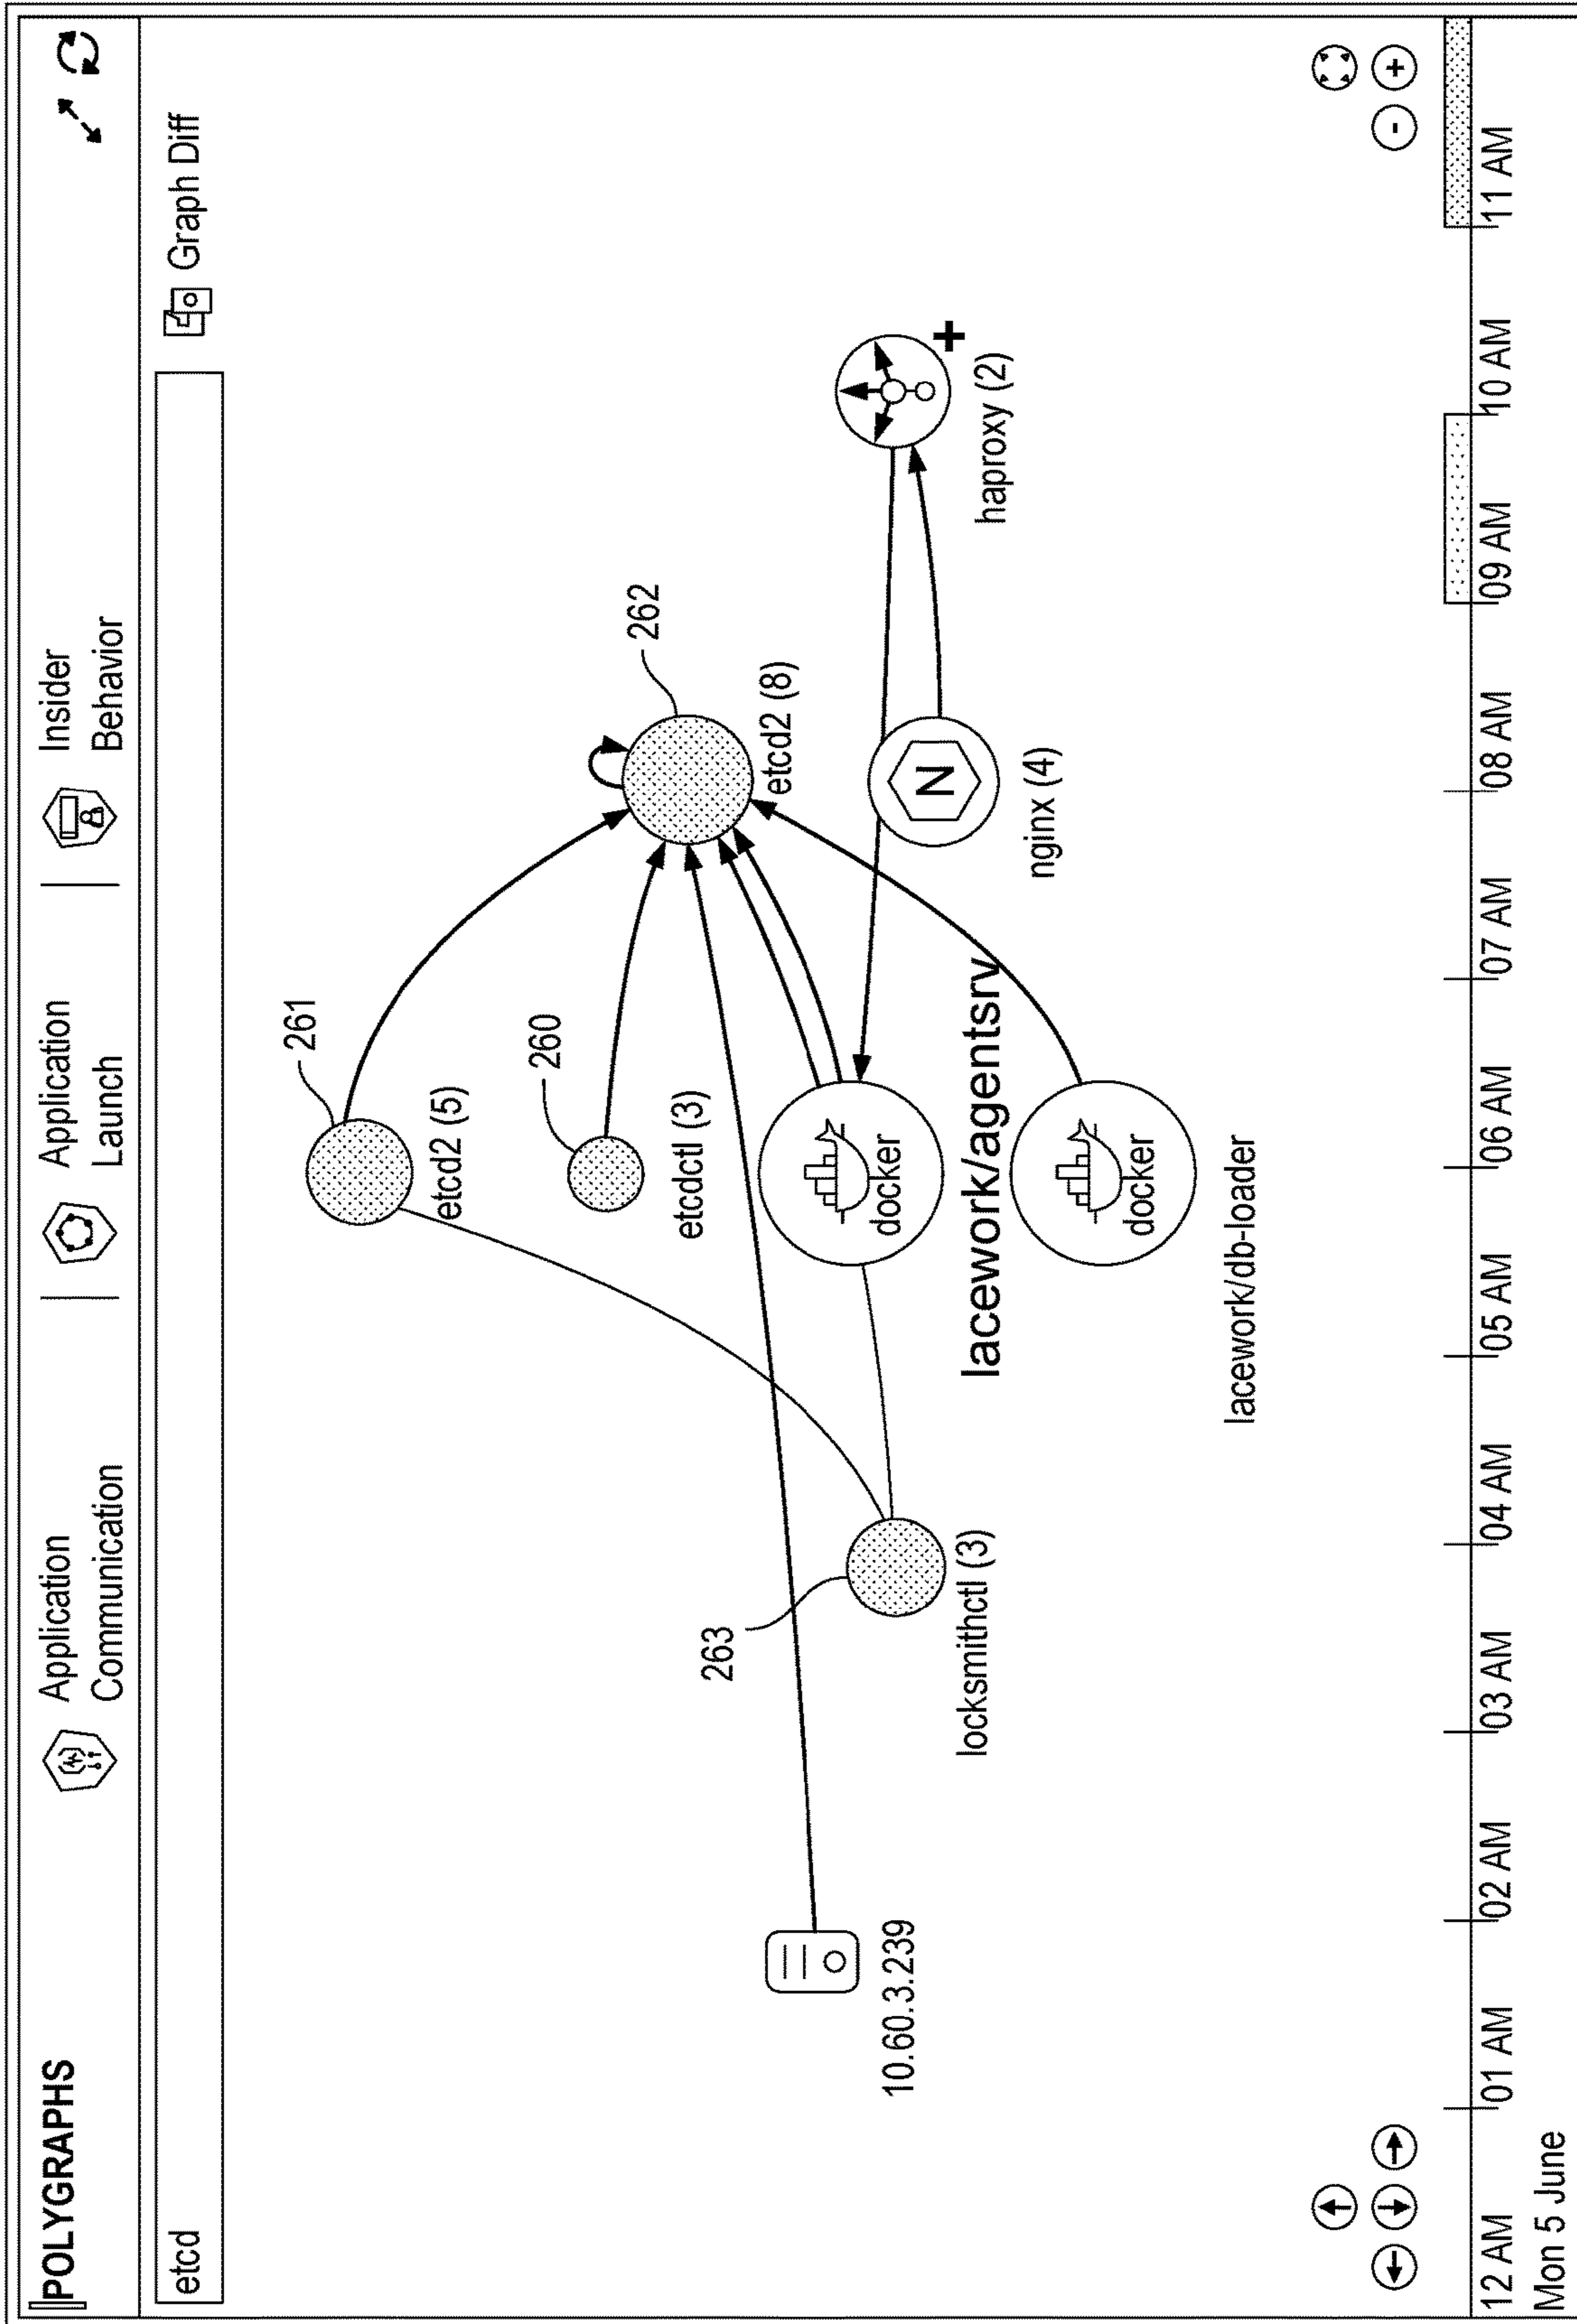 POLYGRAPHS
Application
Communication
Application
Launch
Insider
Behavior
etcd
Graph Diff
261
etcd2 (5)
260
etcdctl (3)
262
etcd2 (8)
263
locksmithctl (3)
10.60.3.239
docker
lacework/agentsrv
docker
lacework/db-loader
N
nginx (4)
+
haproxy (2)
- +
12 AM 01 AM 02 AM 03 AM 04 AM 05 AM 06 AM 07 AM 08 AM 09 AM 10 AM 11 AM
Mon 5 June